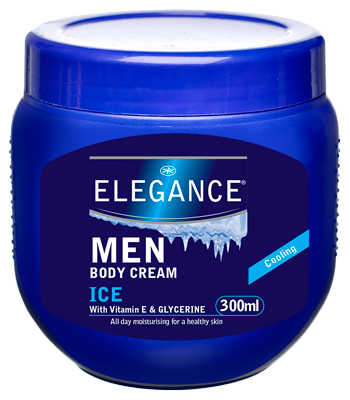 ELEGANCE®
MEN
BODY CREAM
Cooling
ICE
With Vitamin E & GLYCERINE
300ml
All day moisturising for a healthy skin